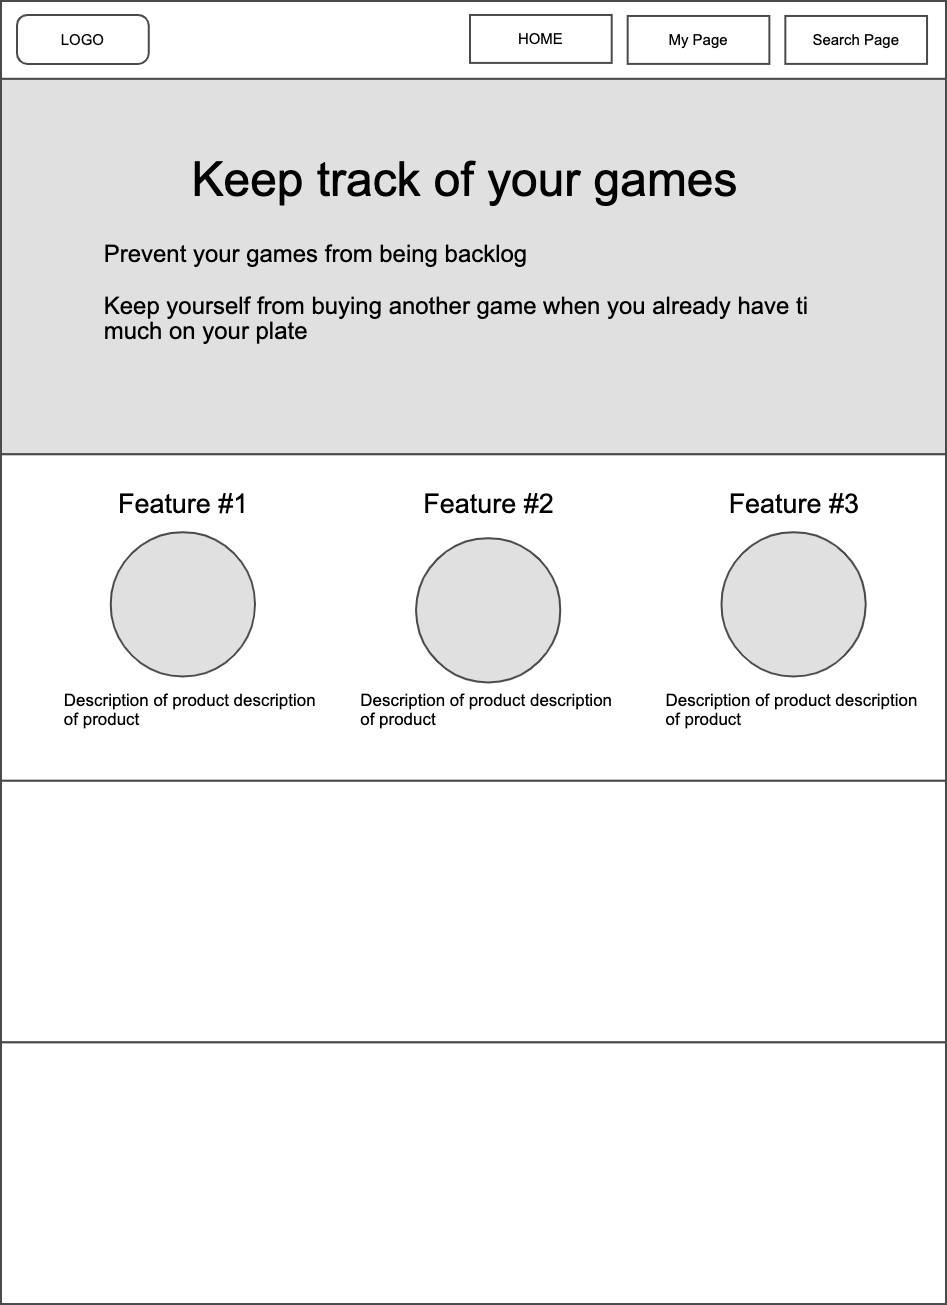 LOGO
HOME
My Page
Search Page
Keep track of your games
Prevent your games from being backlog
Keep yourself from buying another game when you already have ti
much on your plate
Feature #1
Feature #2
Feature #3
Description of product description
of product
Description of product description
of product
Description of product description
of product